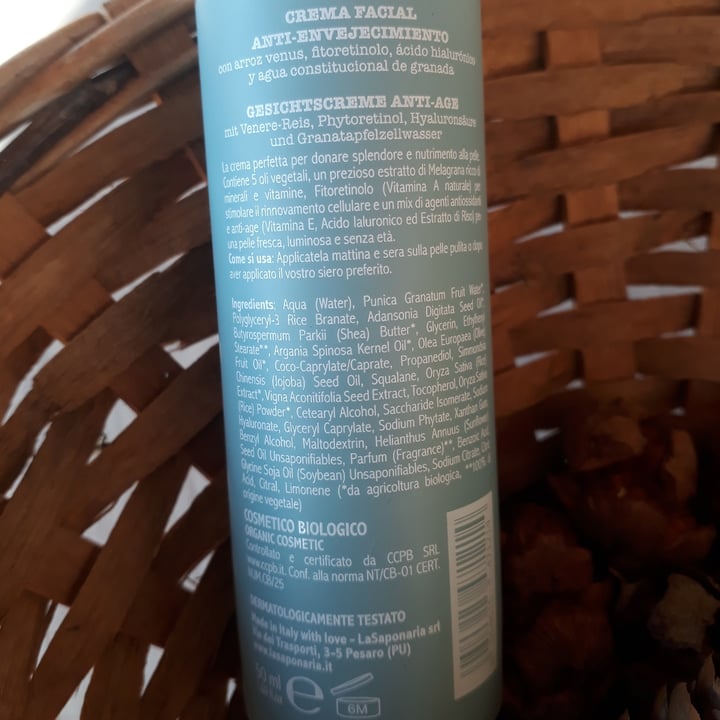 CREMA FACIAL
ANTI-ENVEJECIMIENTO
con arroz venus, fitoretinolo, ácido hialurónico
y agua constitucional de granada
GESICHTSCREME ANTI-AGE
mit Venere-Reis, Phytoretinol, Hyaluronsäure
und Granatapfelzellwasser
La crema perfetta per donare splendore e nutrimento alla pelle.
Contiene 5 oli vegetali, un prezioso estratto di Melagrana ricco di
minerali e vitamine, Fitoretinolo (Vitamina A naturale) per
stimolare il rinnovamento cellulare e un mix di agenti antiossidanti
e anti-age (Vitamina E, Acido Ialuronico ed Estratto di Riso) per
una pelle fresca, luminosa e senza età.
Come si usa: Applicatela mattina e sera sulla pelle pulita o dopo
aver applicato il vostro siero preferito.
Ingredients: Aqua (Water), Punica Granatum Fruit Water*,
Polyglyceryl-3 Rice Branate, Adansonia Digitata Seed Oil*,
Butyrospermum Parkii (Shea) Butter*, Glycerin, Ethylhexyl
Stearate**, Argania Spinosa Kernel Oil*, Olea Europaea (Olive)
Fruit Oil*, Coco-Caprylate/Caprate, Propanediol, Simmondsia
Chinensis (Jojoba) Seed Oil, Squalane, Oryza Sativa (Rice)
Extract*, Vigna Aconitifolia Seed Extract, Tocopherol, Oryza Sativa
(Rice) Powder*, Cetearyl Alcohol, Saccharide Isomerate, Sodium
Hyaluronate, Glyceryl Caprylate, Sodium Phytate, Xanthan Gum,
Benzyl Alcohol, Maltodextrin, Helianthus Annuus (Sunflower)
Seed Oil Unsaponifiables, Parfum (Fragrance)**, Benzoic Acid,
Glycine Soja Oil (Soybean) Unsaponifiables, Sodium Citrate, Citric
Acid, Citral, Limonene (*da agricoltura biologica, **100%
origine vegetale)
COSMETICO BIOLOGICO
ORGANIC COSMETIC
Controllato e certificato da CCPB SRL
www.ccpb.it. Conf. alla norma NT/CB-01 CERT.
NUM.CB/25
DERMATOLOGICAMENTE TESTATO
Made in Italy with love - LaSaponaria srl
Via dei Trasporti, 3-5 Pesaro (PU)
www.lasaponaria.it
50 ml
e
6M